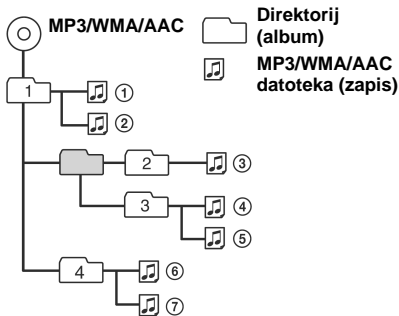 MP3/WMA/AAC
Direktorij
(album)
MP3/WMA/AAC
datoteka (zapis)
1
①
②
2
③
3
④
⑤
4
⑥
⑦